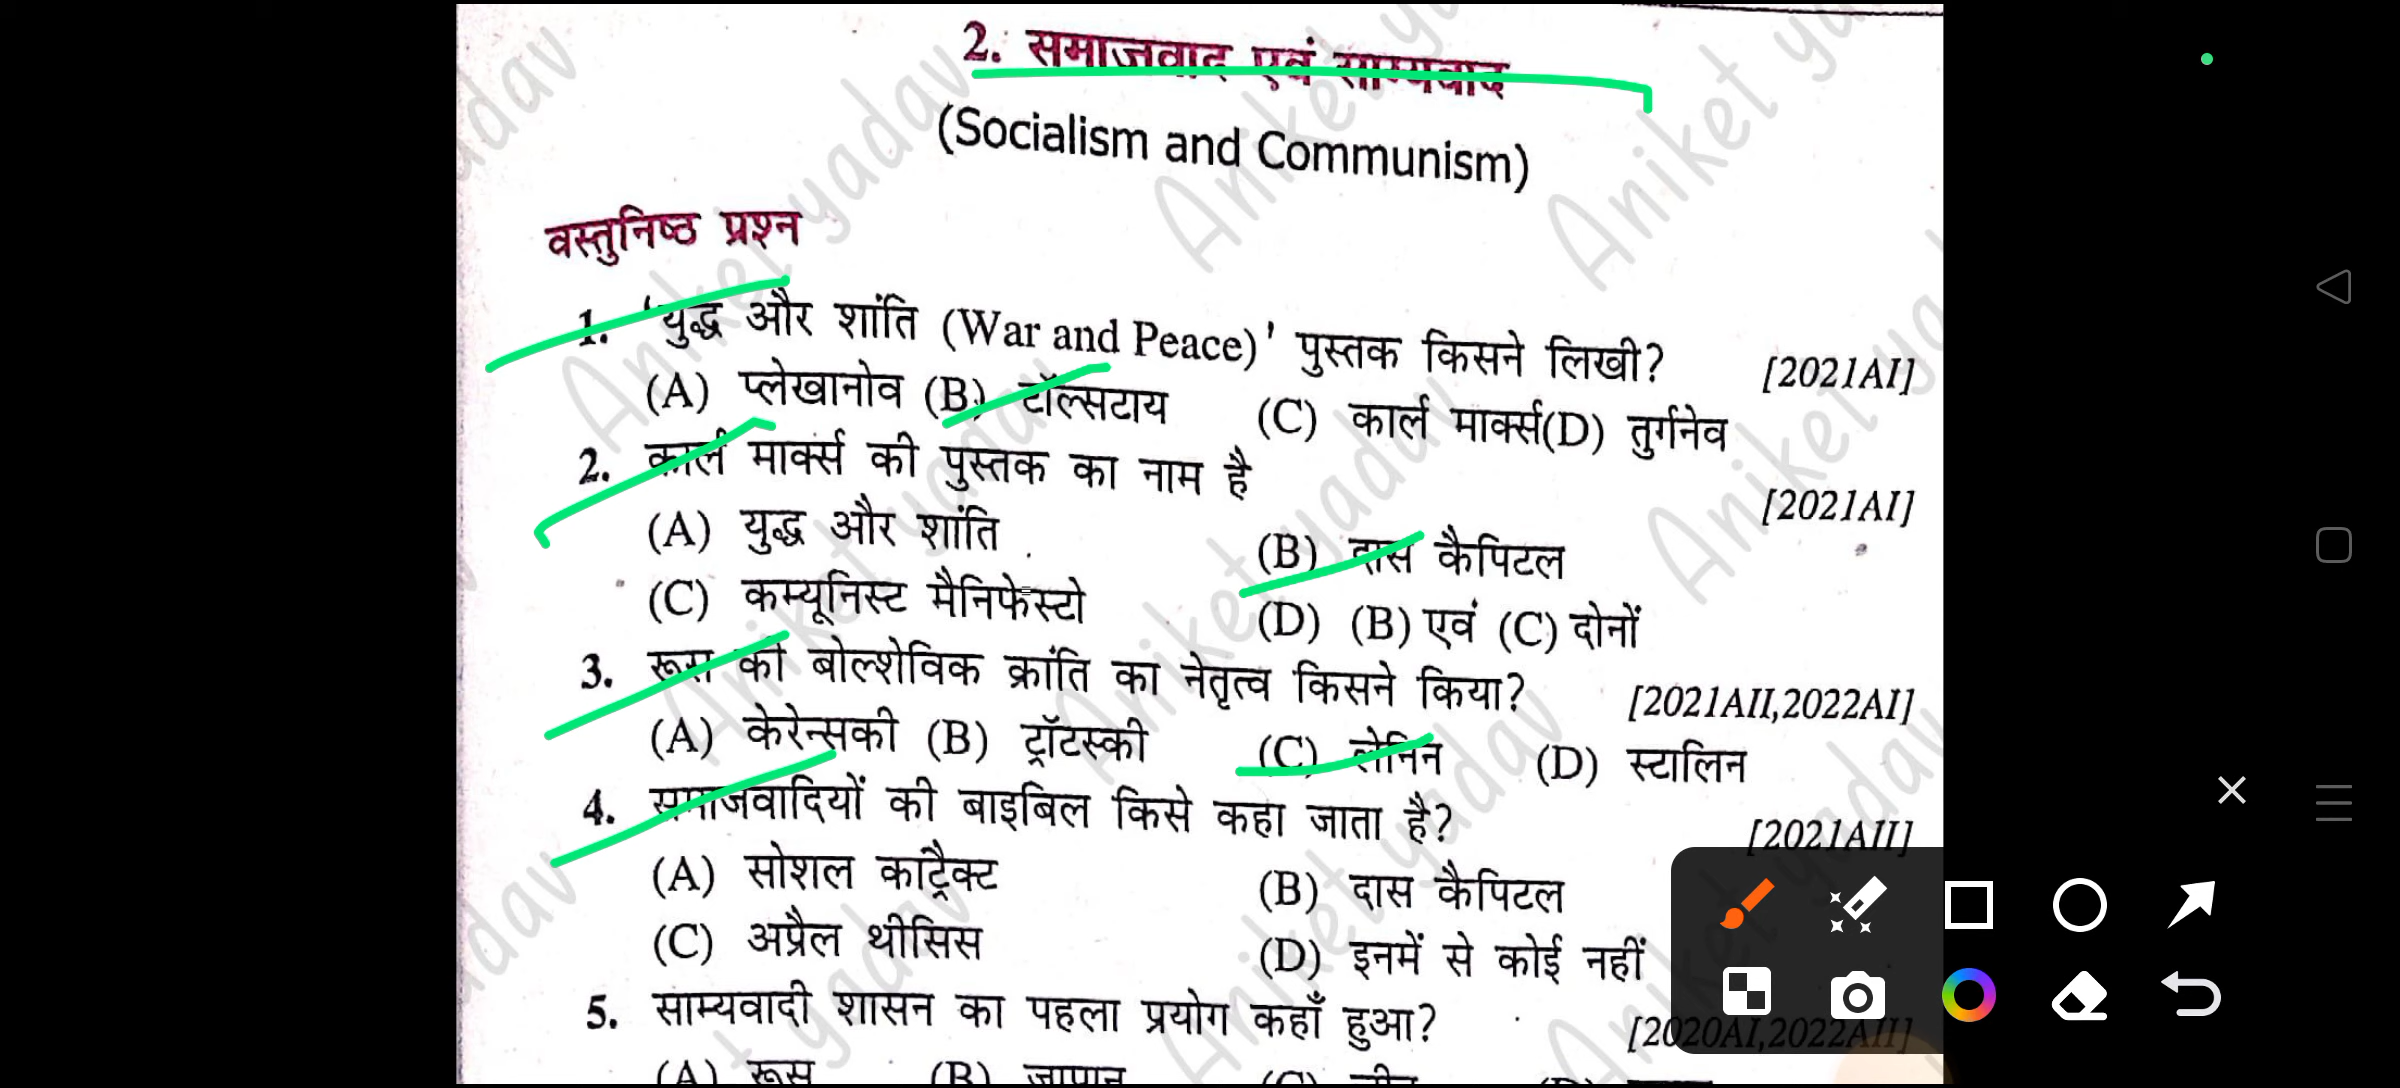 2. समाजवाद एवं साम्यवाद
(Socialism and Communism)
वस्तुनिष्ठ प्रश्न
1. 'युद्ध और शांति (War and Peace)' पुस्तक किसने लिखी? [2021AI]
(A) प्लेखानोव (B) टॉल्सटाय (C) कार्ल मार्क्स(D) तुर्गनेव
2. कार्ल मार्क्स की पुस्तक का नाम है [2021AI]
(A) युद्ध और शांति (B) दास कैपिटल
(C) कम्यूनिस्ट मैनिफेस्टो (D) (B) एवं (C) दोनों
3. रूस की बोल्शेविक क्रांति का नेतृत्व किसने किया? [2021AII,2022AI]
(A) केरेन्सकी (B) ट्रॉटस्की (C) लेनिन (D) स्टालिन
4. समाजवादियों की बाइबिल किसे कहा जाता है? [2021AII]
(A) सोशल कांट्रैक्ट (B) दास कैपिटल
(C) अप्रैल थीसिस (D) इनमें से कोई नहीं
5. साम्यवादी शासन का पहला प्रयोग कहाँ हुआ? [2020AI,2022AII]
(A) रूस (B) जापान (C) चीन (D)
Aniket yadav